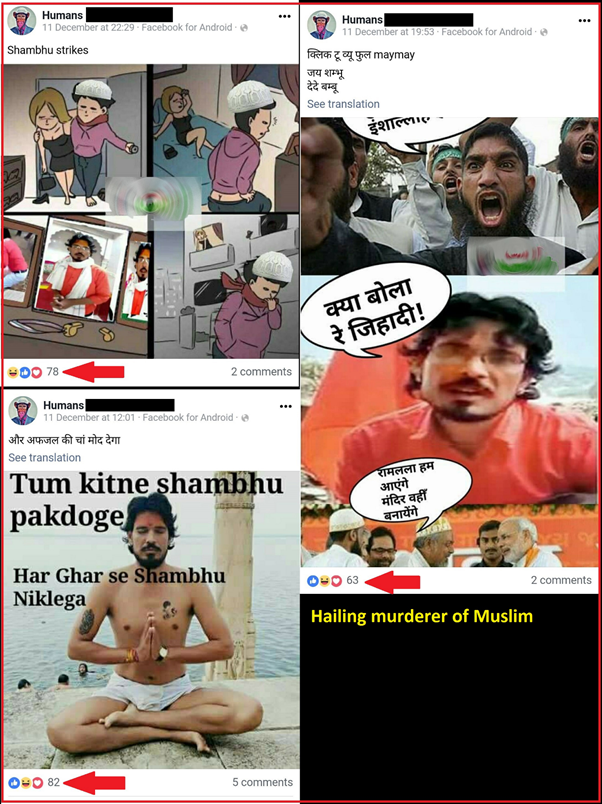 Humans
11 December at 22:29 · Facebook for Android ·
Shambhu strikes
78
2 comments
Humans
11 December at 12:01 · Facebook for Android ·
और अफजल की चां मोद देगा
See translation
Tum kitne shambhu
pakdoge
Har Ghar se Shambhu
Niklega
82
5 comments
Humans
11 December at 19:53 · Facebook for Android ·
क्लिक टू व्यू फुल maymay
जय शम्भू
देदे बम्बू
See translation
इंशाल्लाह
क्या बोला
रे जिहादी!
रामलला हम
आएंगे
मंदिर वहीं
बनायेंगे
63
2 comments
Hailing murderer of Muslim